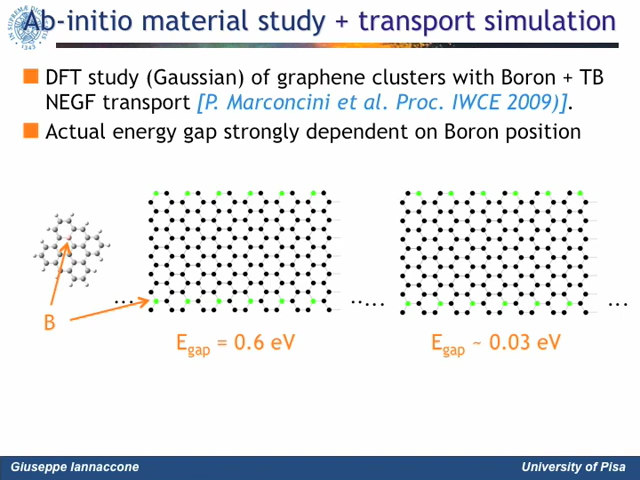 Ab-initio material study + transport simulation
DFT study (Gaussian) of graphene clusters with Boron + TB
NEGF transport [P. Marconcini et al. Proc. IWCE 2009)].
Actual energy gap strongly dependent on Boron position
B
...
...
...
...
Egap = 0.6 eV
Egap ~ 0.03 eV
Giuseppe Iannaccone
University of Pisa